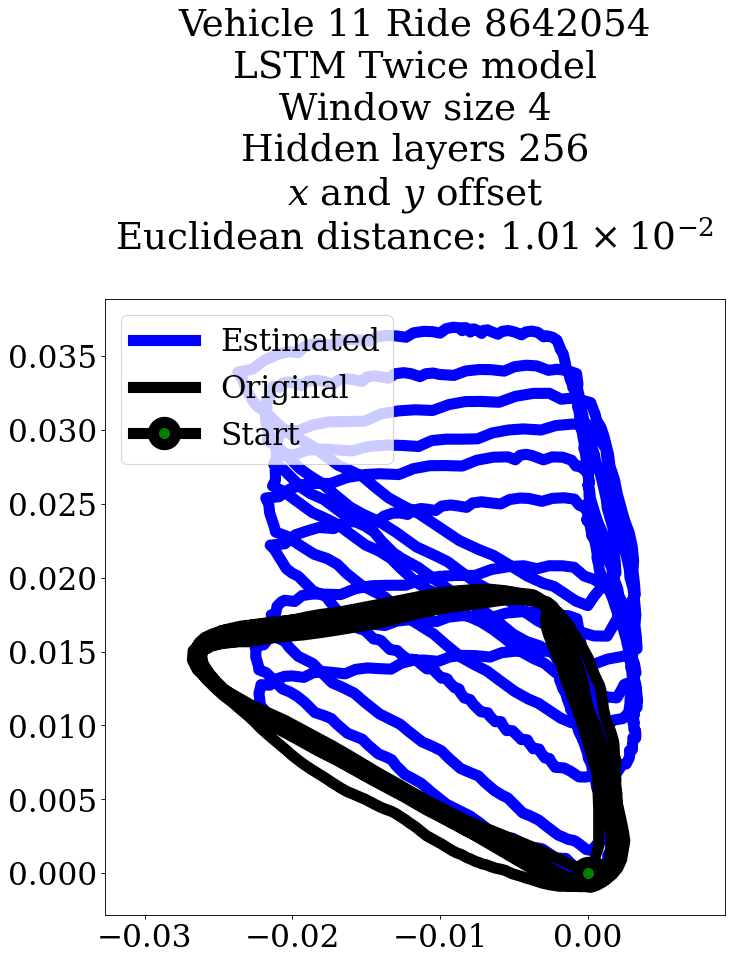 Vehicle 11 Ride 8642054
LSTM Twice model
Window size 4
Hidden layers 256
x and y offset
Euclidean distance: 1.01 × 10⁻²
Estimated
Original
Start
0.035
0.030
0.025
0.020
0.015
0.010
0.005
0.000
−0.03 −0.02 −0.01 0.00